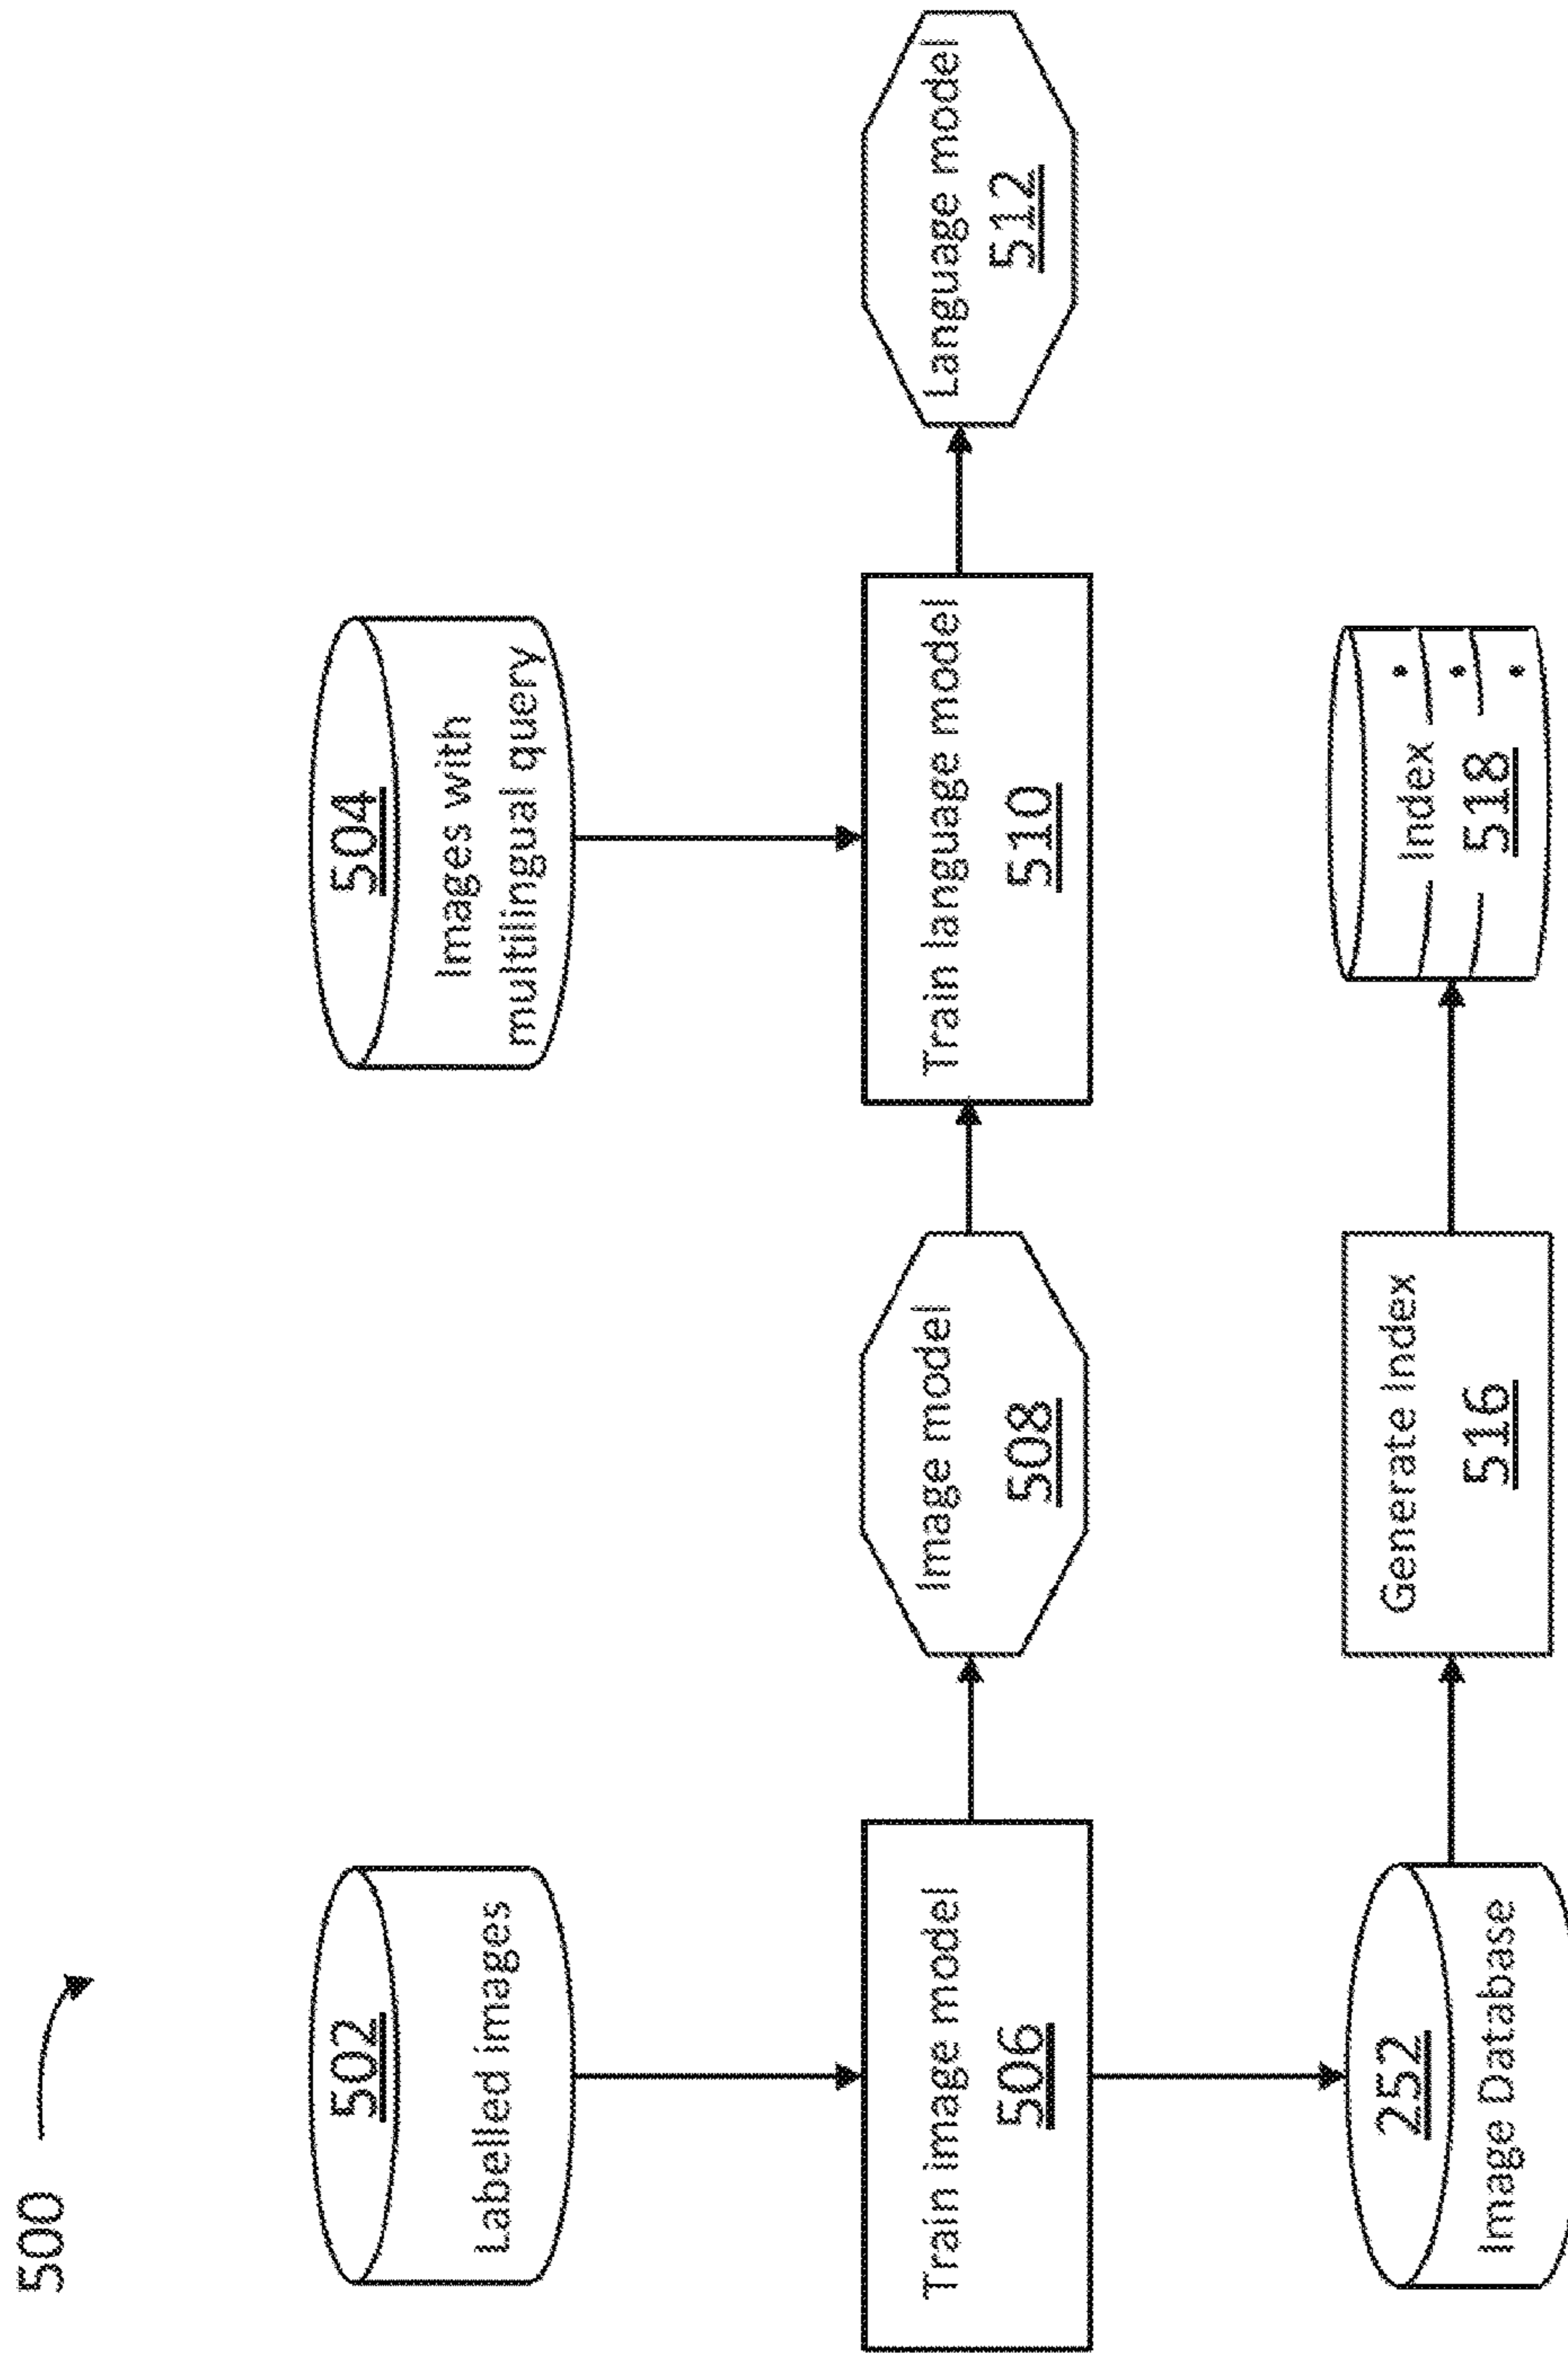 500
502
Labelled images
504
Images with
multilingual query
Train image model
506
Image model
508
Train language model
510
Language model
512
252
Image Database
Generate Index
516
Index
518